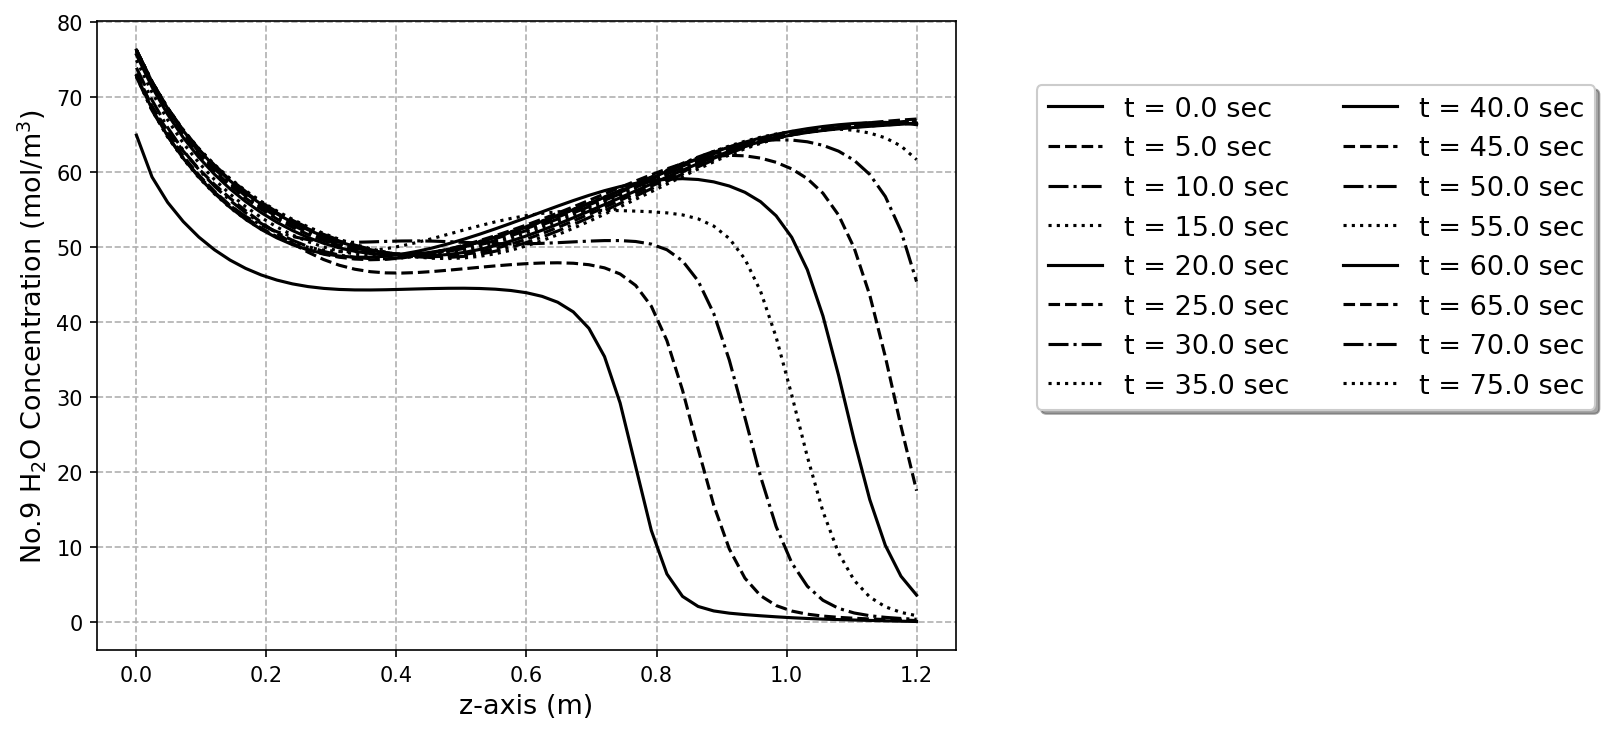 80
70
60
50
40
30
20
10
0
No.9 H₂O Concentration (mol/m³)
0.0 0.2 0.4 0.6 0.8 1.0 1.2
z-axis (m)
t = 0.0 sec
t = 5.0 sec
t = 10.0 sec
t = 15.0 sec
t = 20.0 sec
t = 25.0 sec
t = 30.0 sec
t = 35.0 sec
t = 40.0 sec
t = 45.0 sec
t = 50.0 sec
t = 55.0 sec
t = 60.0 sec
t = 65.0 sec
t = 70.0 sec
t = 75.0 sec